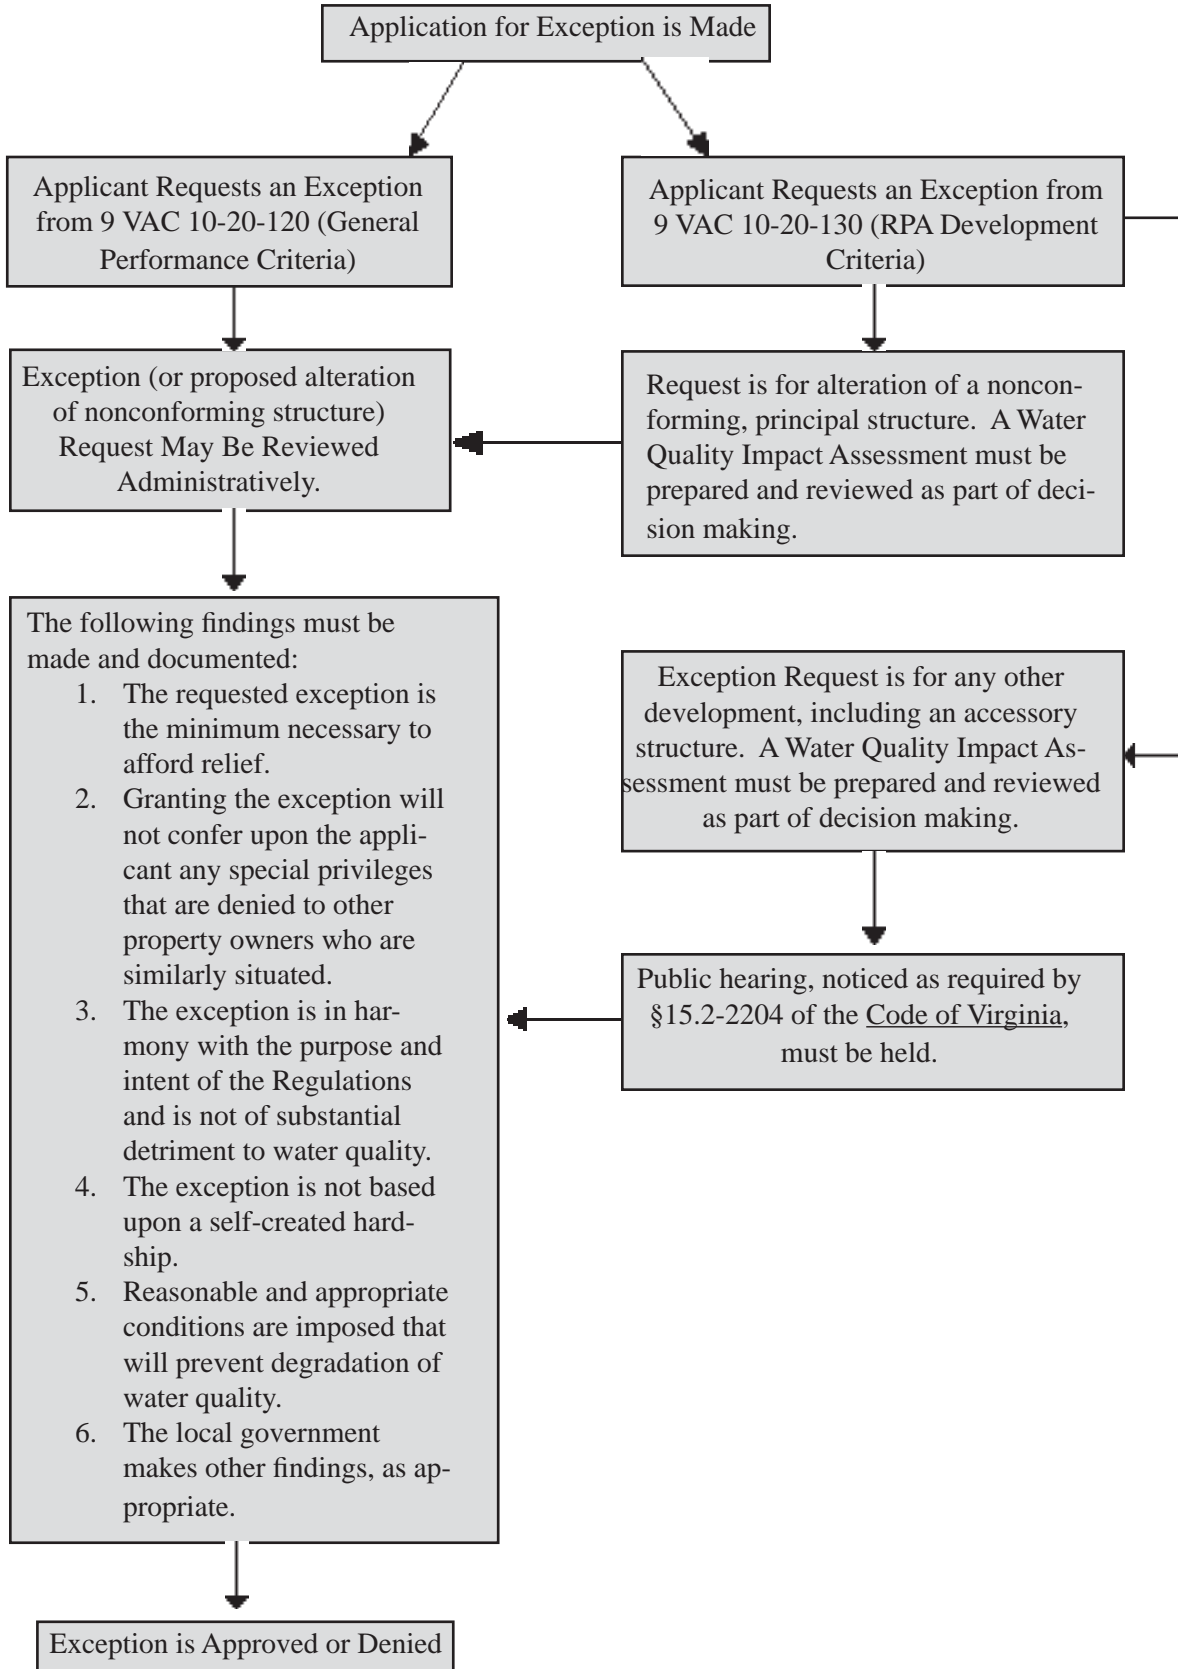 Application for Exception is Made
Applicant Requests an Exception
from 9 VAC 10-20-120 (General
Performance Criteria)
Applicant Requests an Exception from
9 VAC 10-20-130 (RPA Development
Criteria)
Exception (or proposed alteration
of nonconforming structure)
Request May Be Reviewed
Administratively.
Request is for alteration of a noncon-
forming, principal structure.  A Water
Quality Impact Assessment must be
prepared and reviewed as part of deci-
sion making.
The following findings must be
made and documented:
1. The requested exception is
the minimum necessary to
afford relief.
2. Granting the exception will
not confer upon the appli-
cant any special privileges
that are denied to other
property owners who are
similarly situated.
3. The exception is in har-
mony with the purpose and
intent of the Regulations
and is not of substantial
detriment to water quality.
4. The exception is not based
upon a self-created hard-
ship.
5. Reasonable and appropriate
conditions are imposed that
will prevent degradation of
water quality.
6. The local government
makes other findings, as ap-
propriate.
Exception Request is for any other
development, including an accessory
structure.  A Water Quality Impact As-
sessment must be prepared and reviewed
as part of decision making.
Public hearing, noticed as required by
§15.2-2204 of the Code of Virginia,
must be held.
Exception is Approved or Denied